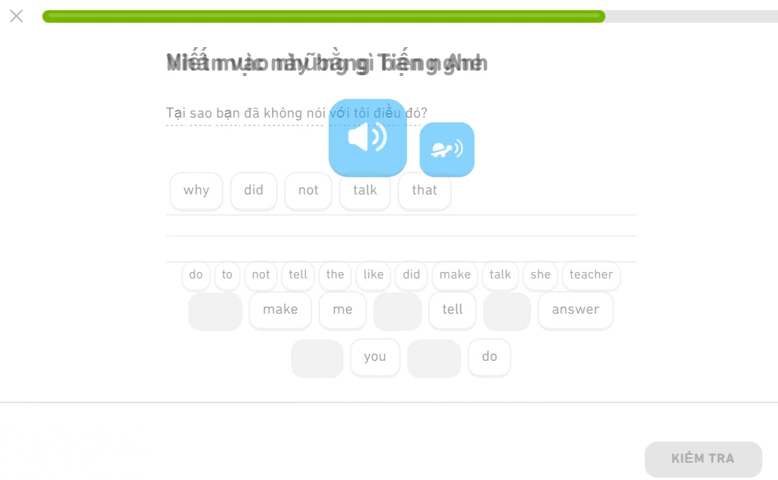 Tại sao bạn đã không nói với tôi điều đó?
why did not talk that
do to not tell the like did make talk she teacher
make me tell answer
you do
KIỂM TRA